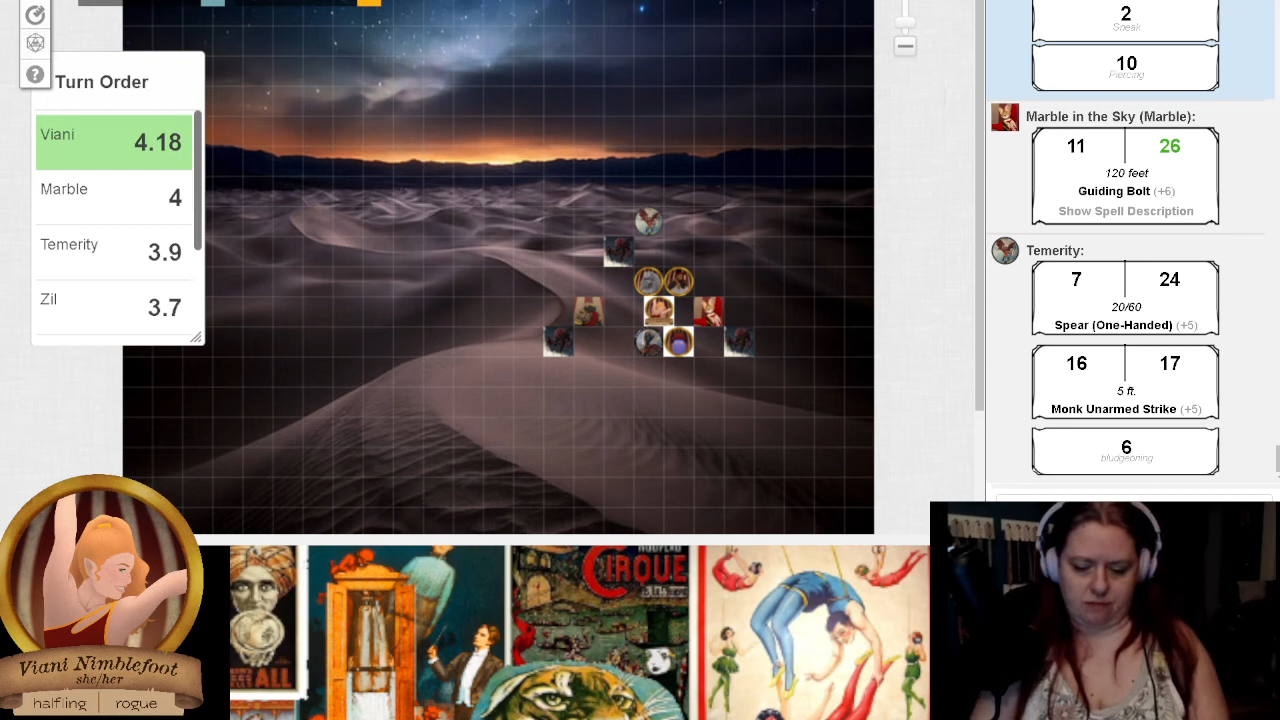 ?
Turn Order
Viani
4.18
Marble
4
Temerity
3.9
Zil
3.7
2
Sneak
10
Piercing
Marble in the Sky (Marble):
11
26
120 feet
Guiding Bolt (+6)
Show Spell Description
Temerity:
7
24
20/60
Spear (One-Handed) (+5)
16
17
5 ft.
Monk Unarmed Strike (+5)
6
bludgeoning
Viani Nimblefoot
she/her
halfling
rogue
ALL
NOUVEAU
CIRQUE